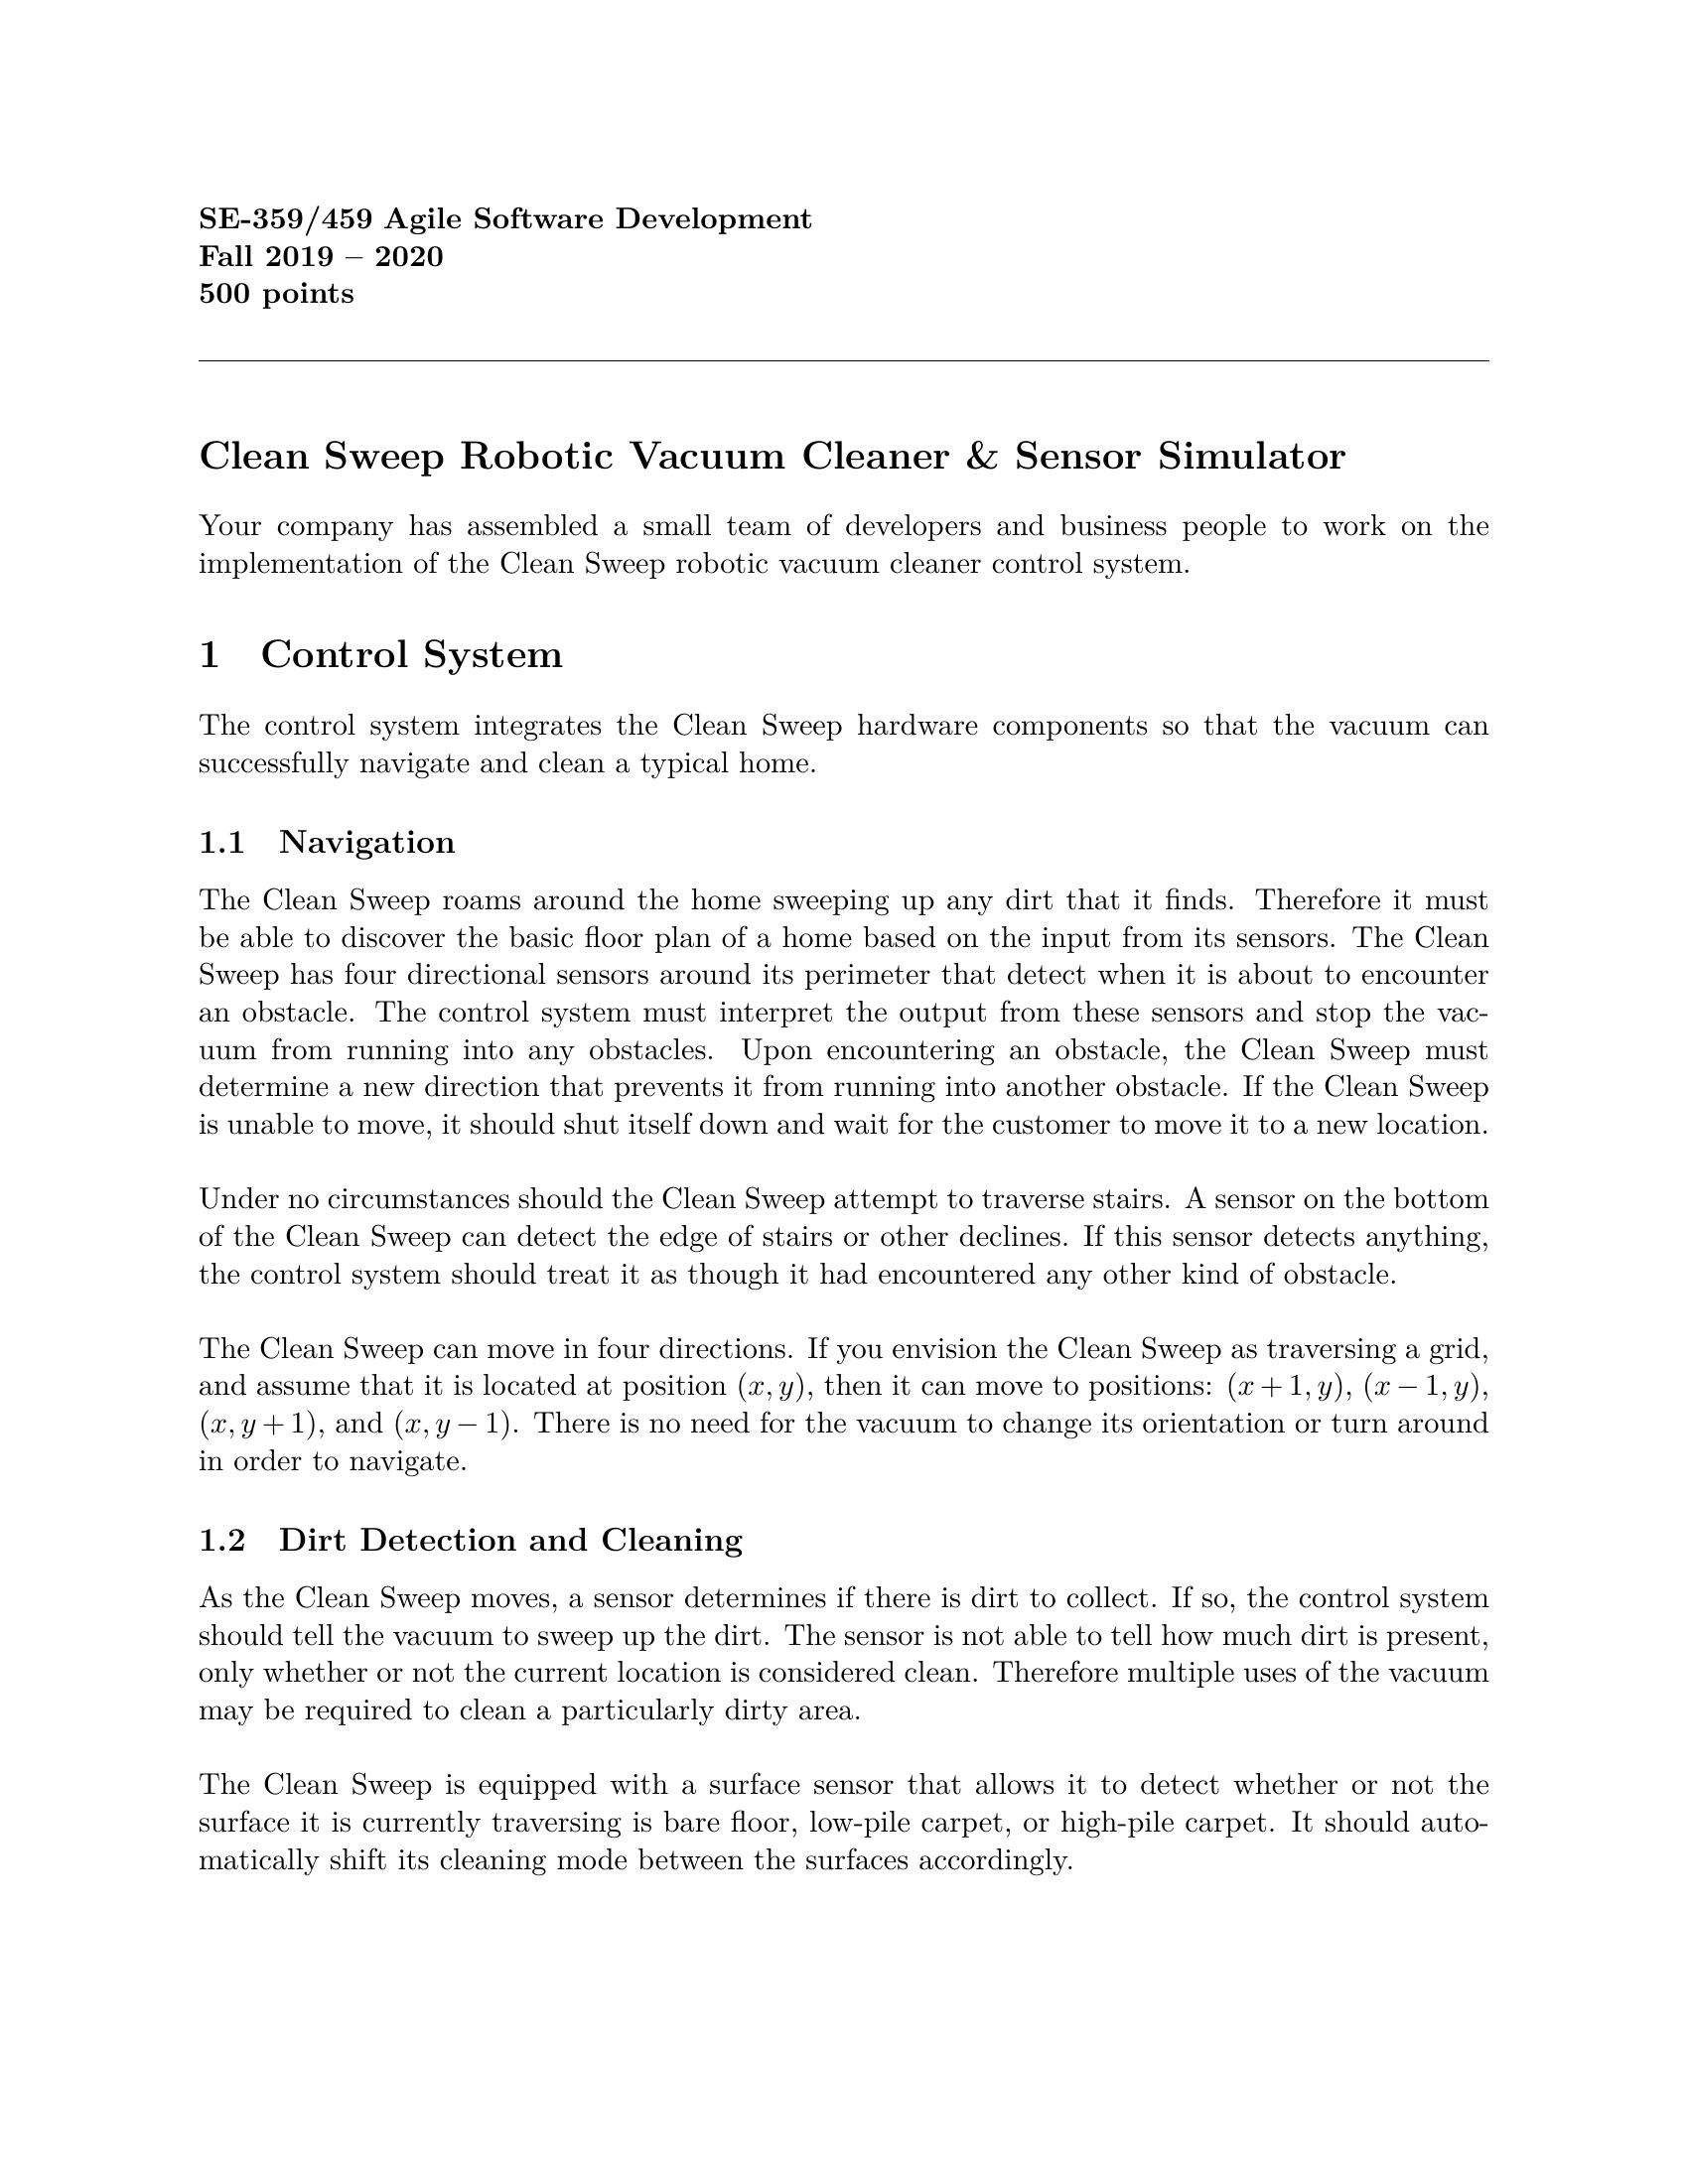 SE-359/459 Agile Software Development
Fall 2019 – 2020
500 points
Clean Sweep Robotic Vacuum Cleaner & Sensor Simulator
Your company has assembled a small team of developers and business people to work on the
implementation of the Clean Sweep robotic vacuum cleaner control system.
1 Control System
The control system integrates the Clean Sweep hardware components so that the vacuum can
successfully navigate and clean a typical home.
1.1 Navigation
The Clean Sweep roams around the home sweeping up any dirt that it finds. Therefore it must
be able to discover the basic floor plan of a home based on the input from its sensors. The Clean
Sweep has four directional sensors around its perimeter that detect when it is about to encounter
an obstacle. The control system must interpret the output from these sensors and stop the vac-
uum from running into any obstacles. Upon encountering an obstacle, the Clean Sweep must
determine a new direction that prevents it from running into another obstacle. If the Clean Sweep
is unable to move, it should shut itself down and wait for the customer to move it to a new location.
Under no circumstances should the Clean Sweep attempt to traverse stairs. A sensor on the bottom
of the Clean Sweep can detect the edge of stairs or other declines. If this sensor detects anything,
the control system should treat it as though it had encountered any other kind of obstacle.
The Clean Sweep can move in four directions. If you envision the Clean Sweep as traversing a grid,
and assume that it is located at position (x, y), then it can move to positions: (x + 1, y), (x − 1, y),
(x, y + 1), and (x, y − 1). There is no need for the vacuum to change its orientation or turn around
in order to navigate.
1.2 Dirt Detection and Cleaning
As the Clean Sweep moves, a sensor determines if there is dirt to collect. If so, the control system
should tell the vacuum to sweep up the dirt. The sensor is not able to tell how much dirt is present,
only whether or not the current location is considered clean. Therefore multiple uses of the vacuum
may be required to clean a particularly dirty area.
The Clean Sweep is equipped with a surface sensor that allows it to detect whether or not the
surface it is currently traversing is bare floor, low-pile carpet, or high-pile carpet. It should auto-
matically shift its cleaning mode between the surfaces accordingly.